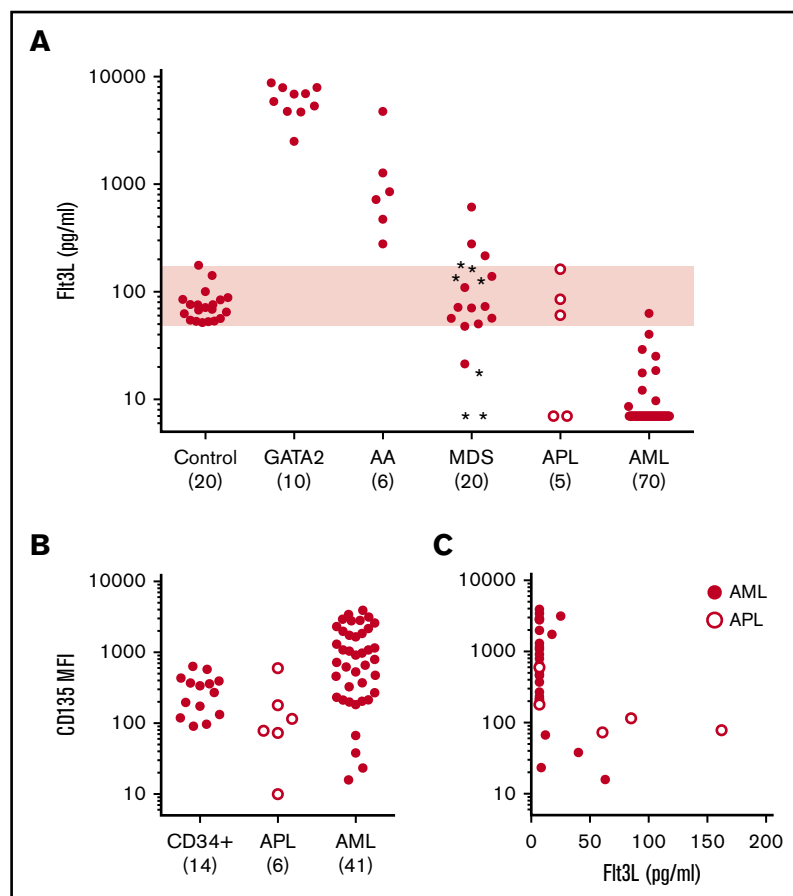 A
10000
1000
100
10
Flt3L (pg/ml)
* * * *
*
* *
Control GATA2 AA MDS APL AML
(20) (10) (6) (20) (5) (70)
B
10000
1000
100
10
CD135 MFI
CD34+ APL AML
(14) (6) (41)
C
10000
1000
100
10
AML
APL
0 50 100 150 200
Flt3L (pg/ml)